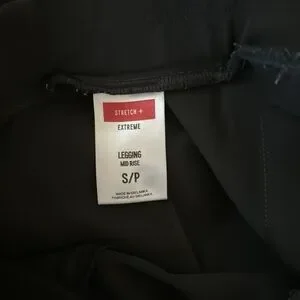 STRETCH +
EXTREME
LEGGING
MID RISE
S/P
MADE IN SRI LANKA
FABRIQUÉ AU SRI LANKA